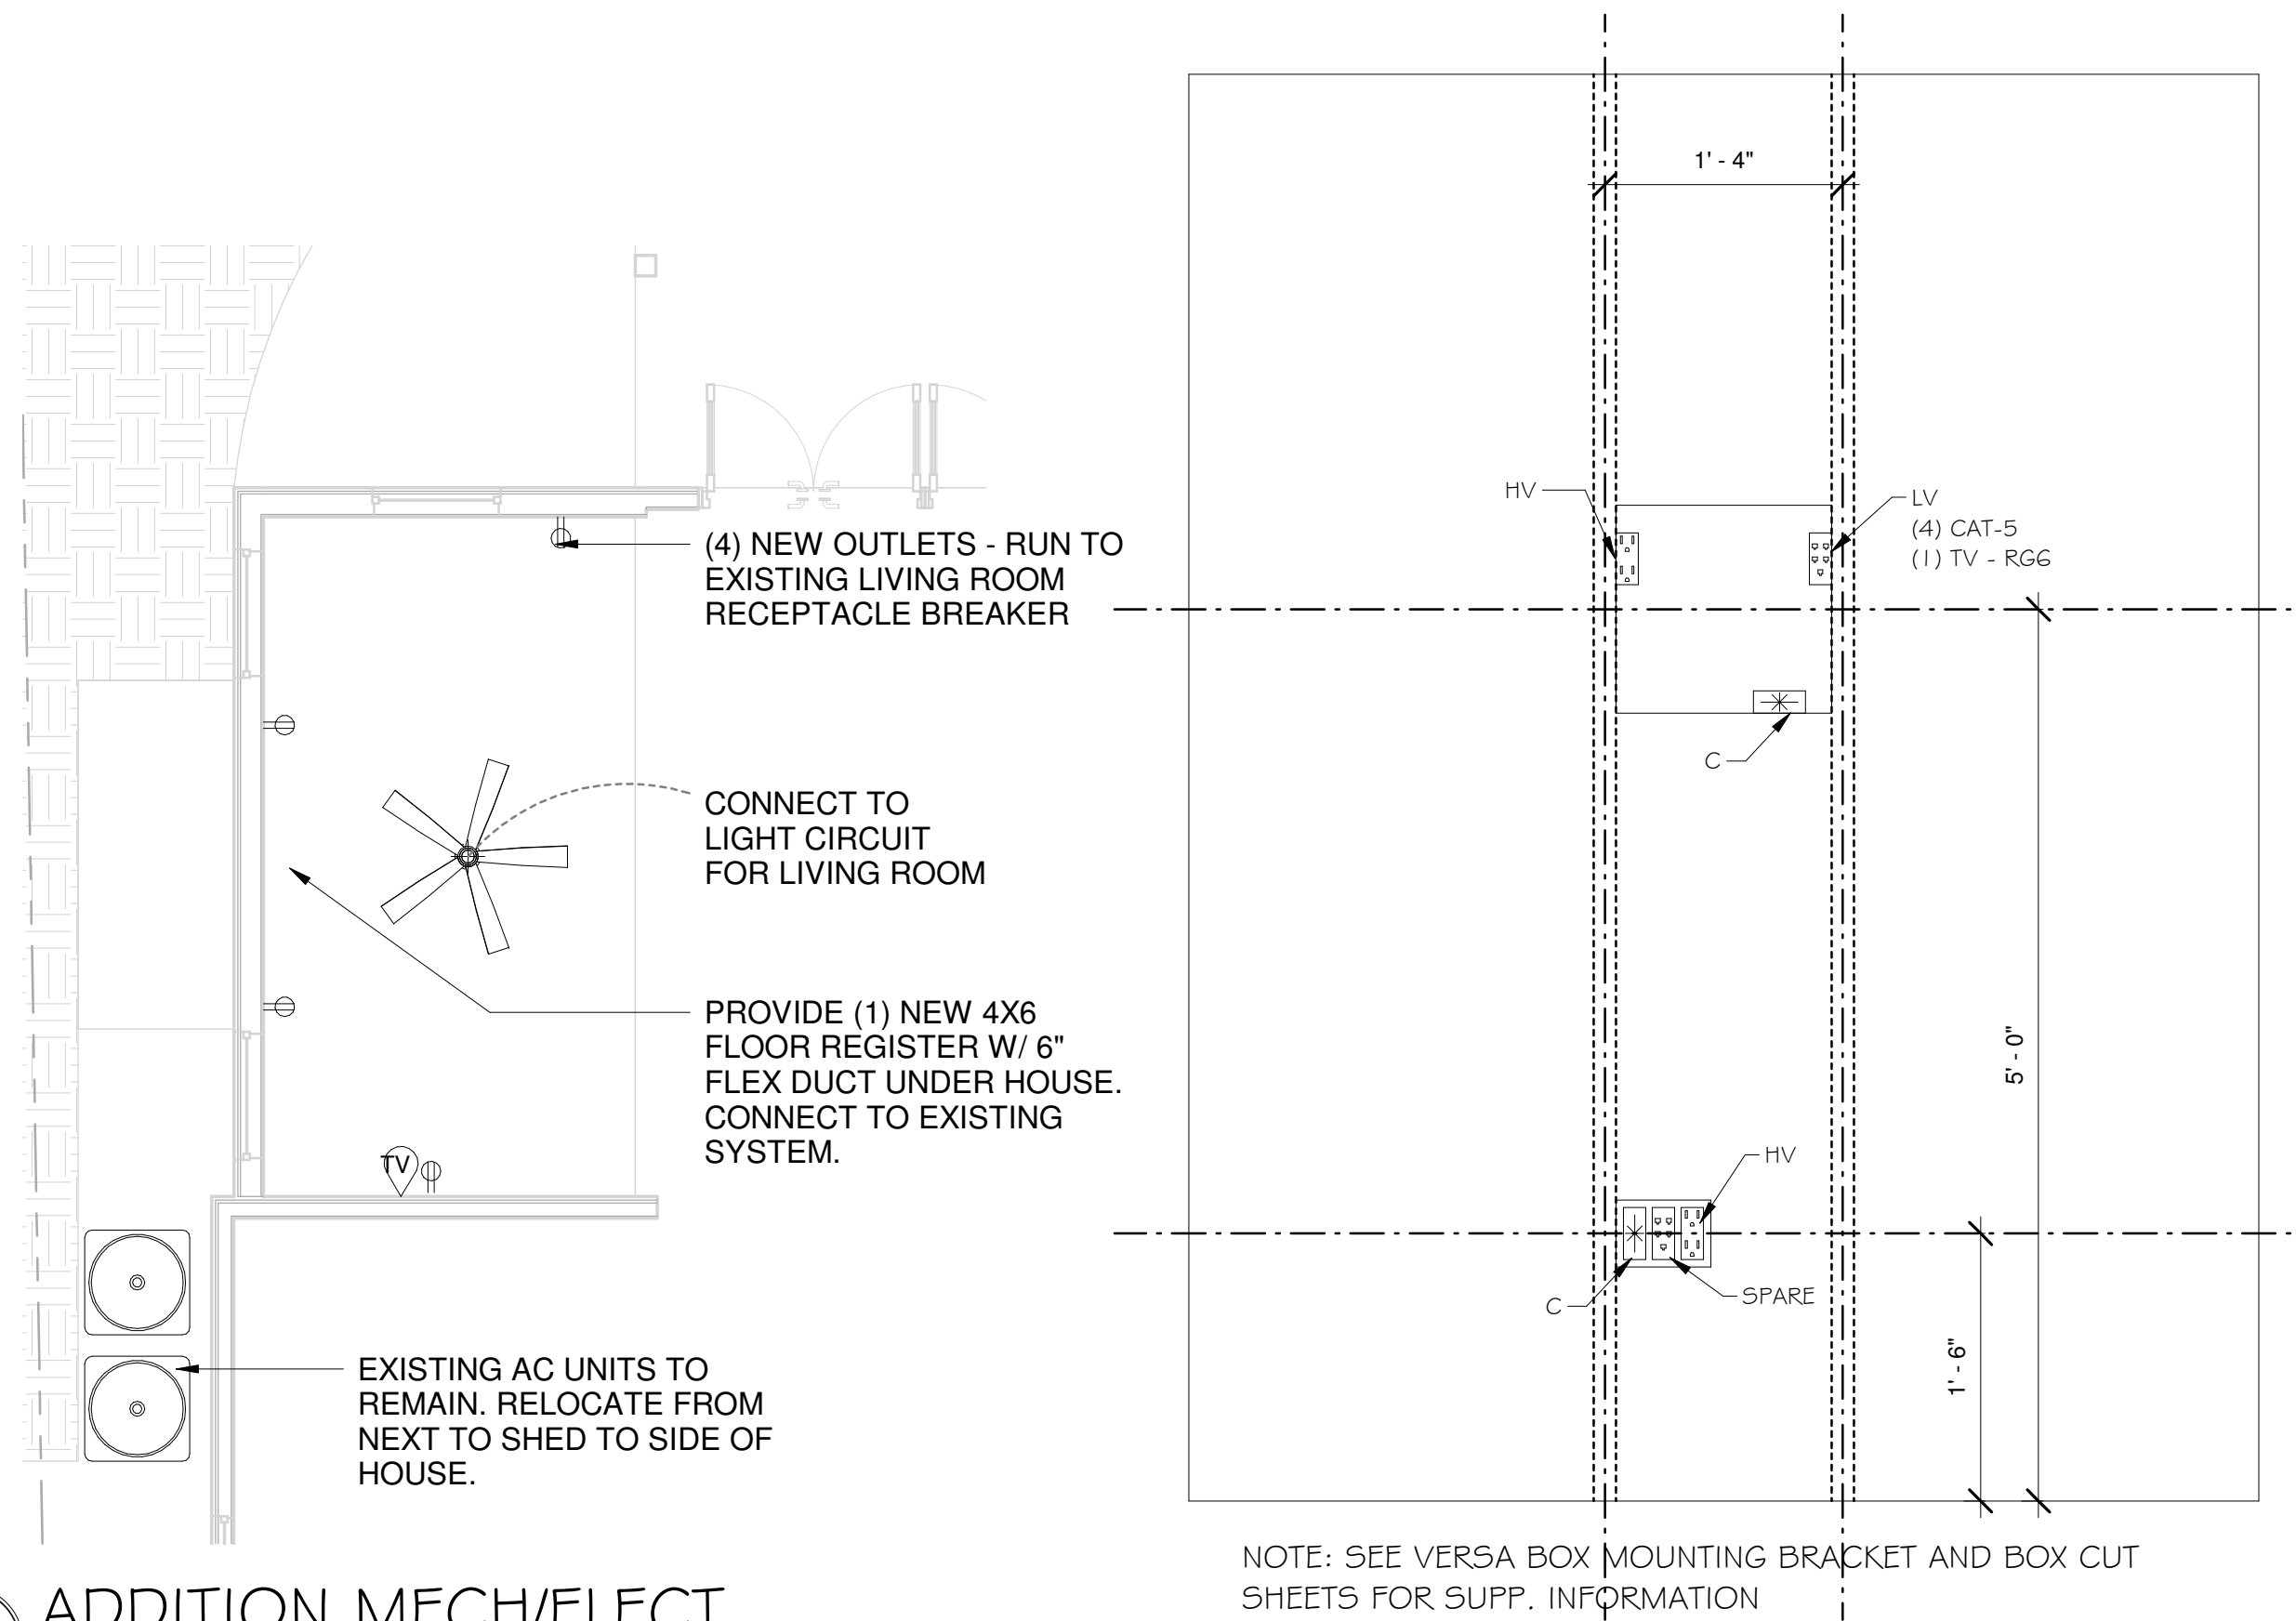 (4) NEW OUTLETS - RUN TO
EXISTING LIVING ROOM
RECEPTACLE BREAKER
CONNECT TO
LIGHT CIRCUIT
FOR LIVING ROOM
PROVIDE (1) NEW 4X6
FLOOR REGISTER W/ 6"
FLEX DUCT UNDER HOUSE.
CONNECT TO EXISTING
SYSTEM.
TV
EXISTING AC UNITS TO
REMAIN. RELOCATE FROM
NEXT TO SHED TO SIDE OF
HOUSE.
ADDITION MECH/ELECT
1' - 4"
HV
LV
(4) CAT-5
(1) TV - RG6
C
5' - 0"
HV
C
SPARE
1' - 6"
NOTE: SEE VERSA BOX MOUNTING BRACKET AND BOX CUT
SHEETS FOR SUPP. INFORMATION